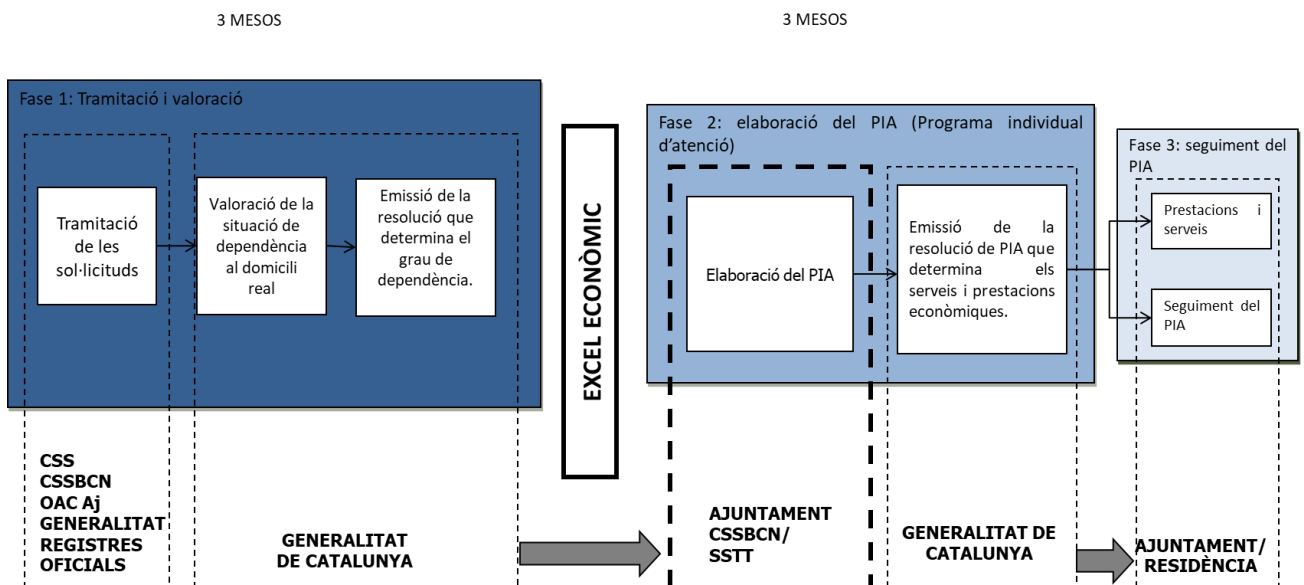 3 MESOS
3 MESOS
Fase 1: Tramitació i valoració
Tramitació
de les
sol·licituds
Valoració de la
situació de
dependència
al domicili
real
Emissió de la
resolució que
determina el
grau de
dependència.
EXCEL ECONÒMIC
Fase 2: elaboració del PIA (Programa individual
d'atenció)
Elaboració del PIA
Emissió de la
resolució de PIA que
determina els
serveis i prestacions
econòmiques.
Fase 3: seguiment del
PIA
Prestacions i
serveis
Seguiment del
PIA
CSS
CSSBCN
OAC Aj
GENERALITAT
REGISTRES
OFICIALS
GENERALITAT
DE CATALUNYA
AJUNTAMENT
CSSBCN/
SSTT
GENERALITAT DE
CATALUNYA
AJUNTAMENT/
RESIDÈNCIA